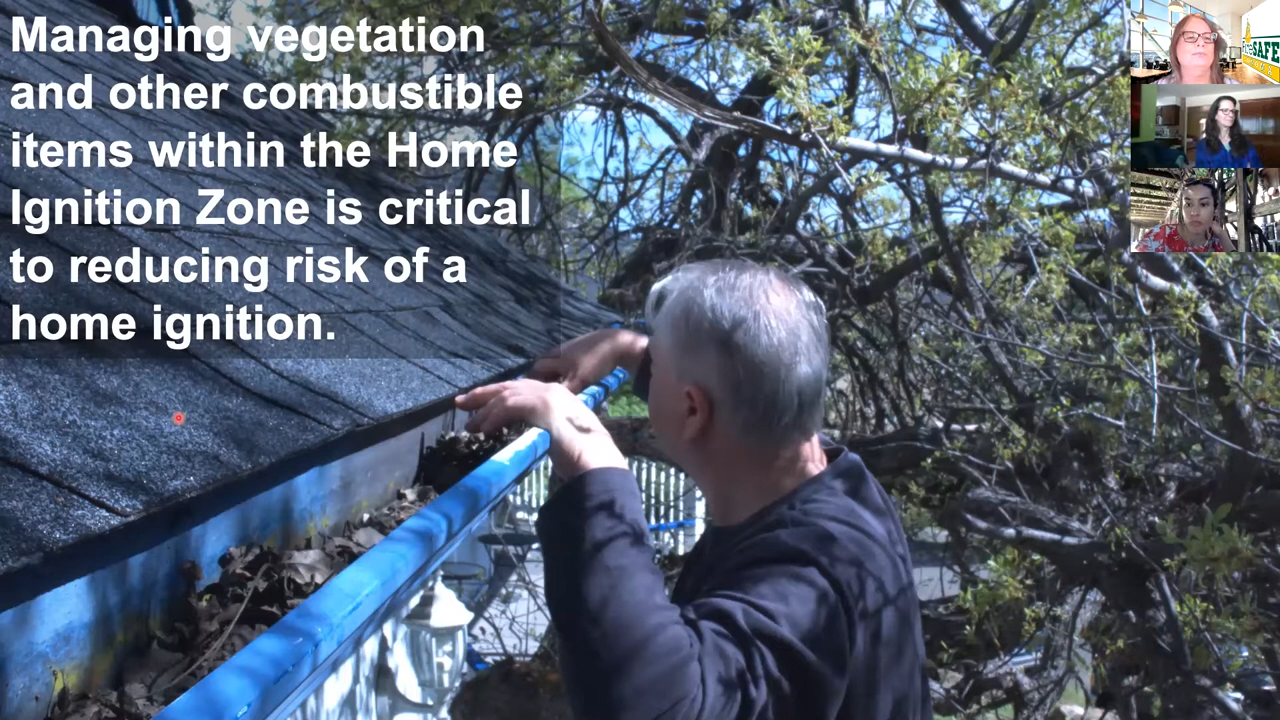 Managing vegetation
and other combustible
items within the Home
Ignition Zone is critical
to reducing risk of a
home ignition.
SAFE